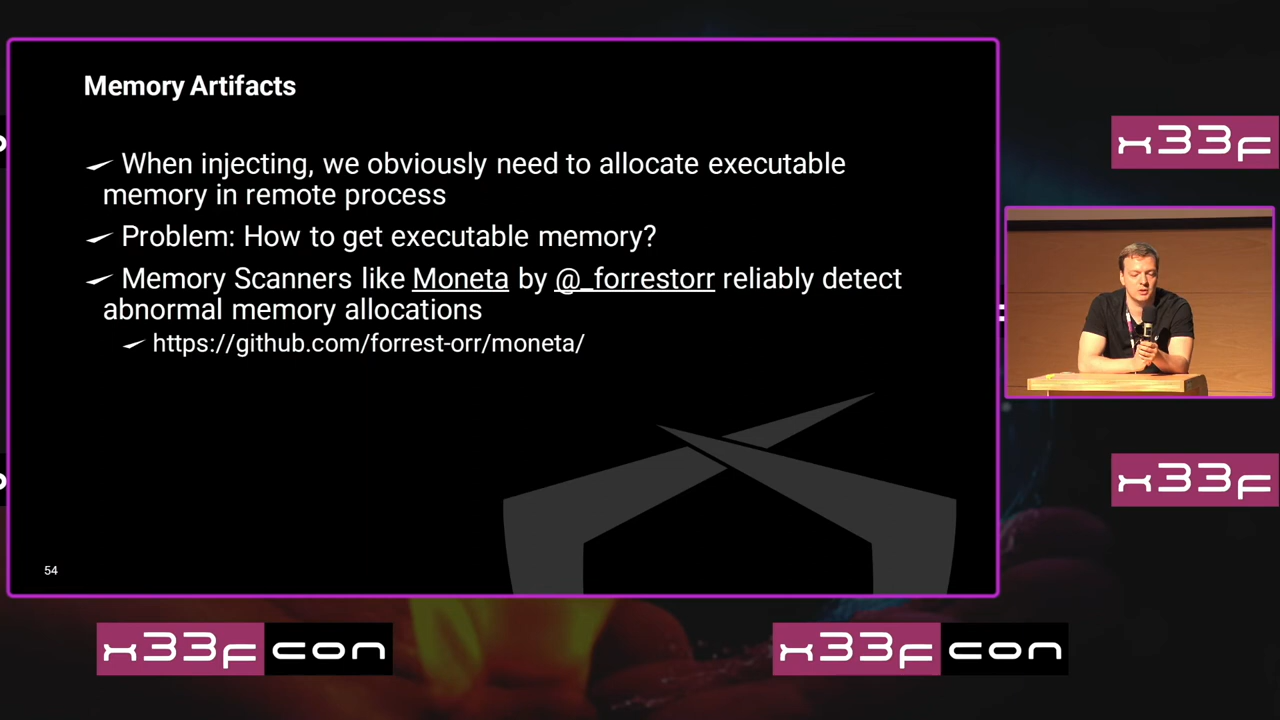 Memory Artifacts
When injecting, we obviously need to allocate executable
memory in remote process
Problem: How to get executable memory?
Memory Scanners like Moneta by @_forrestorr reliably detect
abnormal memory allocations
https://github.com/forrest-orr/moneta/
54
x33f
x33f
x33fcon
x33fcon